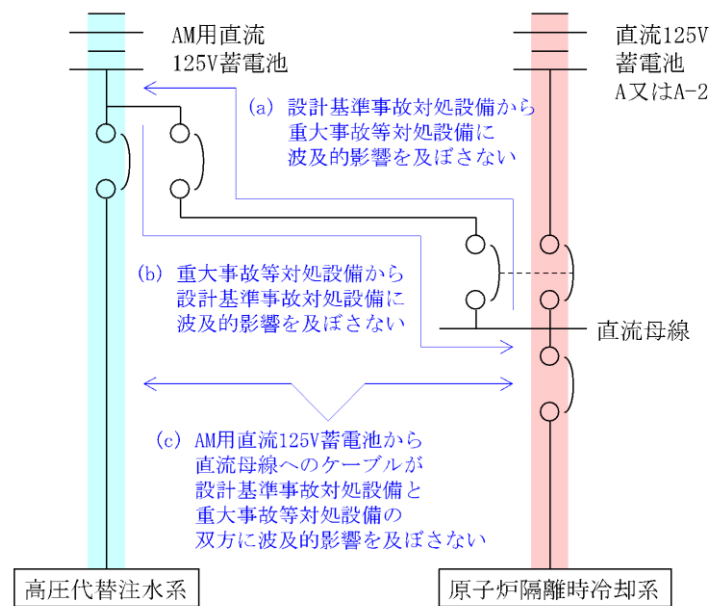 AM用直流
125V蓄電池
直流125V
蓄電池
A又はA-2
(a) 設計基準事故対処設備から
重大事故等対処設備に
波及的影響を及ぼさない
(b) 重大事故等対処設備から
設計基準事故対処設備に
波及的影響を及ぼさない
直流母線
(c) AM用直流125V蓄電池から
直流母線へのケーブルが
設計基準事故対処設備と
重大事故等対処設備の
双方に波及的影響を及ぼさない
高圧代替注水系
原子炉隔離時冷却系